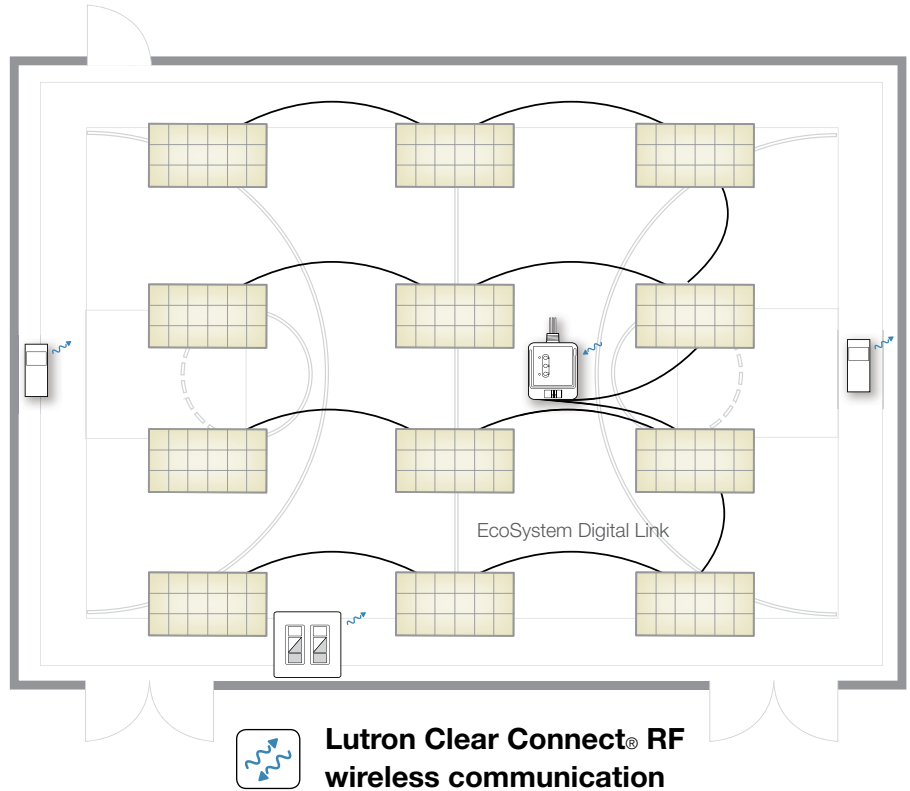 EcoSystem Digital Link
Lutron Clear Connect® RF
wireless communication